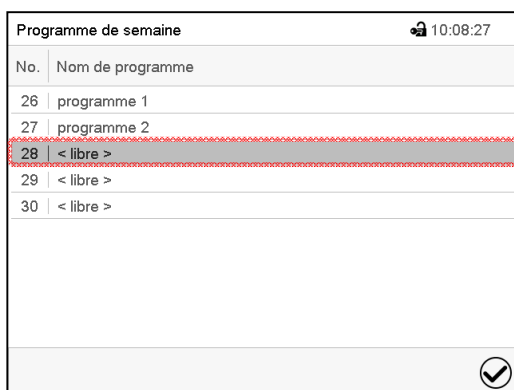 Programme de semaine 10:08:27
No. Nom de programme
26 programme 1
27 programme 2
28 < libre >
29 < libre >
30 < libre >